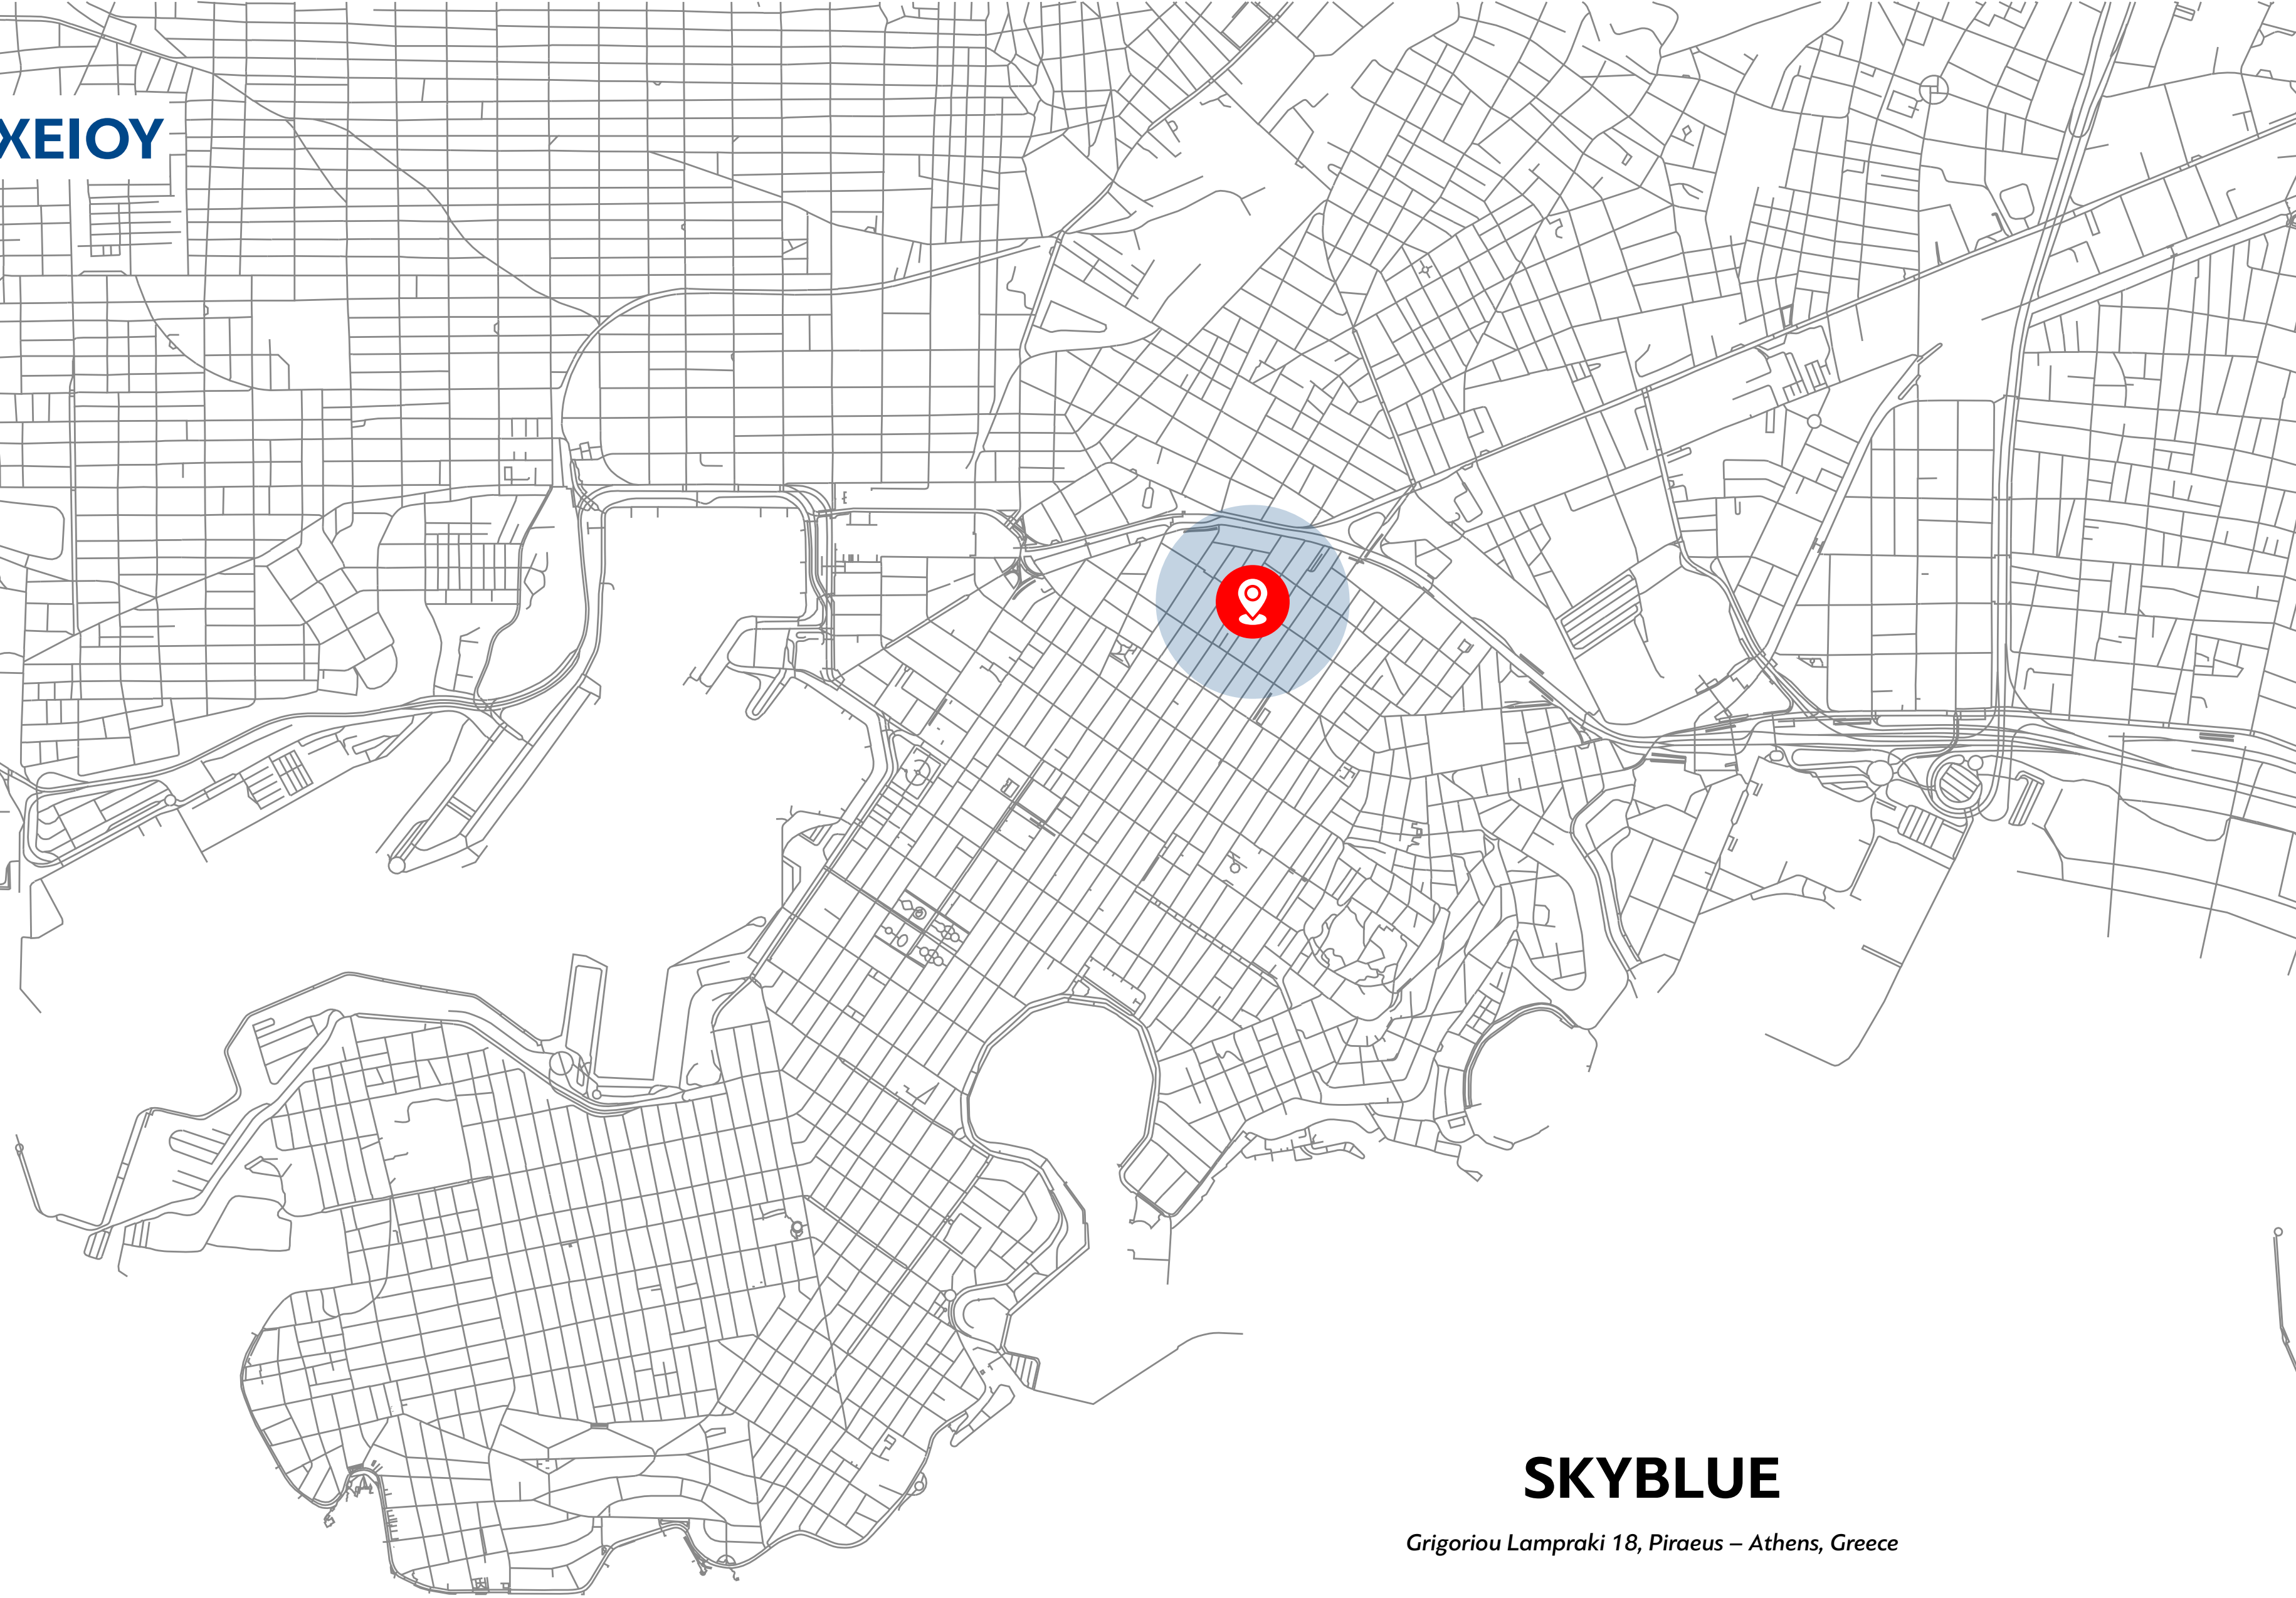 ΧΕΙΟΥ
SKYBLUE
Grigoriou Lampraki 18, Piraeus – Athens, Greece